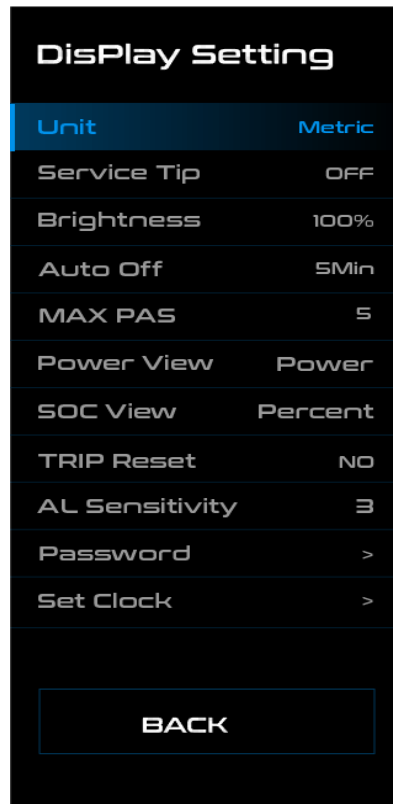 DisPlay Setting
Unit Metric
Service Tip OFF
Brightness 100%
Auto Off 5Min
MAX PAS 5
Power View Power
SOC View Percent
TRIP Reset NO
AL Sensitivity 3
Password >
Set Clock >
BACK